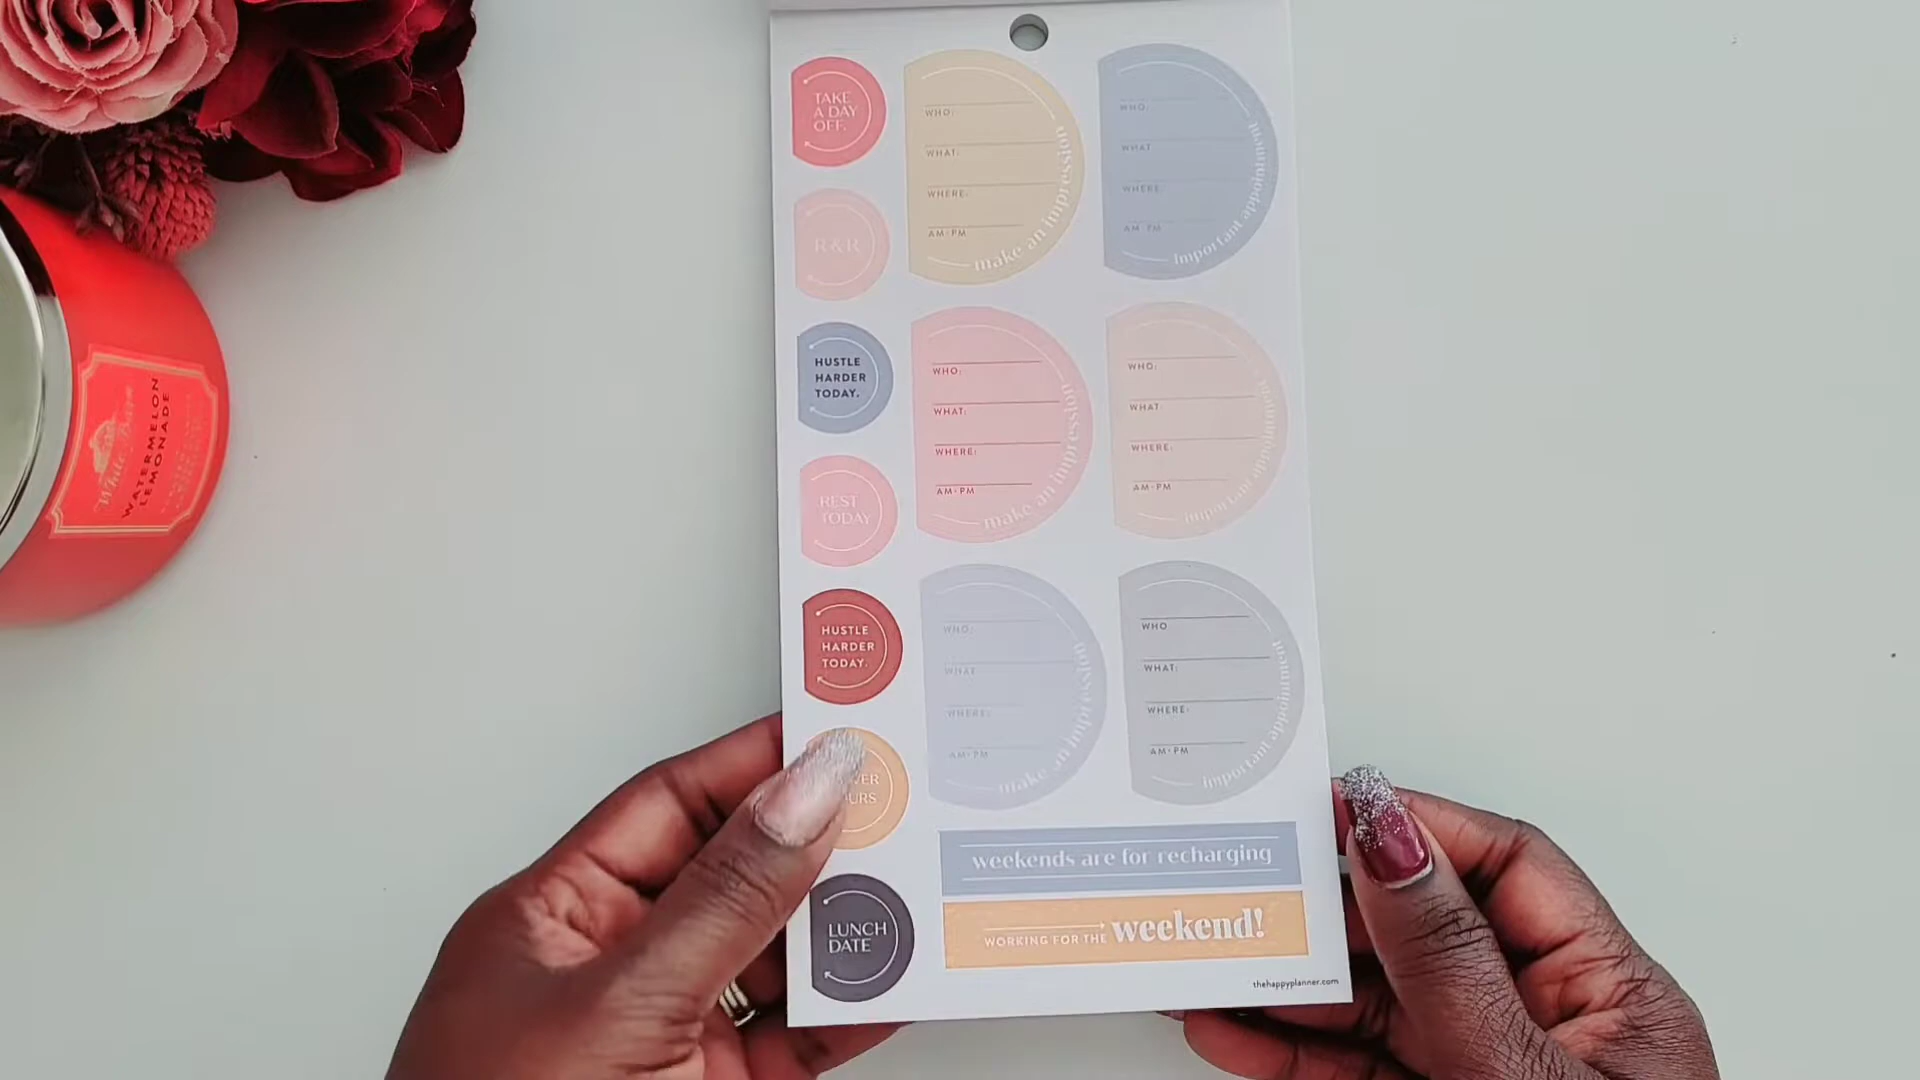 TAKE
A DAY
OFF.
R & R
HUSTLE
HARDER
TODAY.
REST
TODAY
HUSTLE
HARDER
TODAY.
LUNCH
DATE
WHO:
WHAT:
WHERE:
AM·PM
make an impression
WHO:
WHAT
WHERE:
AM·PM
important appointment
WHO:
WHAT:
WHERE:
AM·PM
make an impression
WHO:
WHAT:
WHERE:
AM·PM
important appointment
WHO:
WHAT
WHERE:
AM·PM
make an impression
WHO
WHAT:
WHERE:
AM·PM
important appointment
weekends are for recharging
WORKING FOR THE weekend!
thehappyplanner.com
White Barn
WATERMELON
LEMONADE